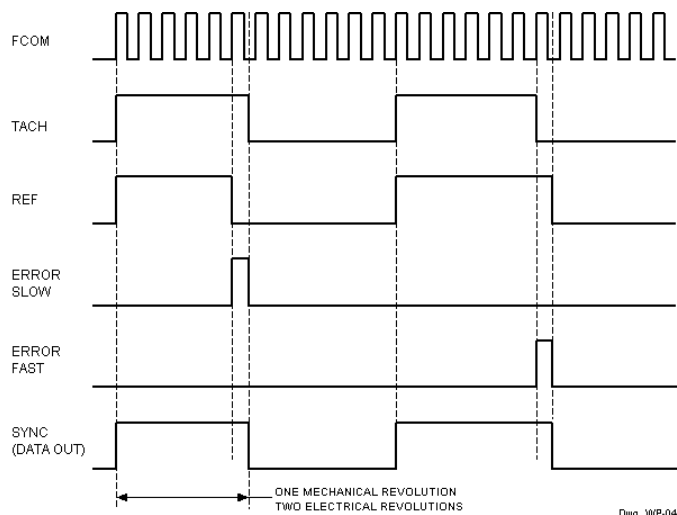 FCOM
TACH
REF
ERROR
SLOW
ERROR
FAST
SYNC
(DATA OUT)
ONE MECHANICAL REVOLUTION
TWO ELECTRICAL REVOLUTIONS
Dwg. WP-04